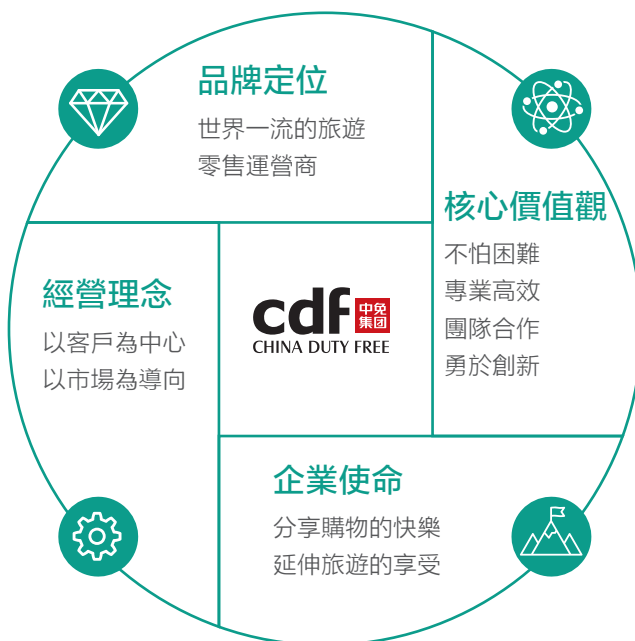 品牌定位
世界一流的旅遊
零售運營商
核心價值觀
不怕困難
專業高效
團隊合作
勇於創新
經營理念
以客戶為中心
以市場為導向
cdf 中免
集团
CHINA DUTY FREE
企業使命
分享購物的快樂
延伸旅遊的享受